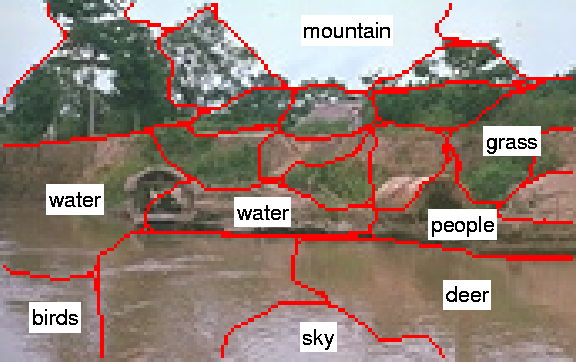 mountain
grass
water
water
people
deer
birds
sky